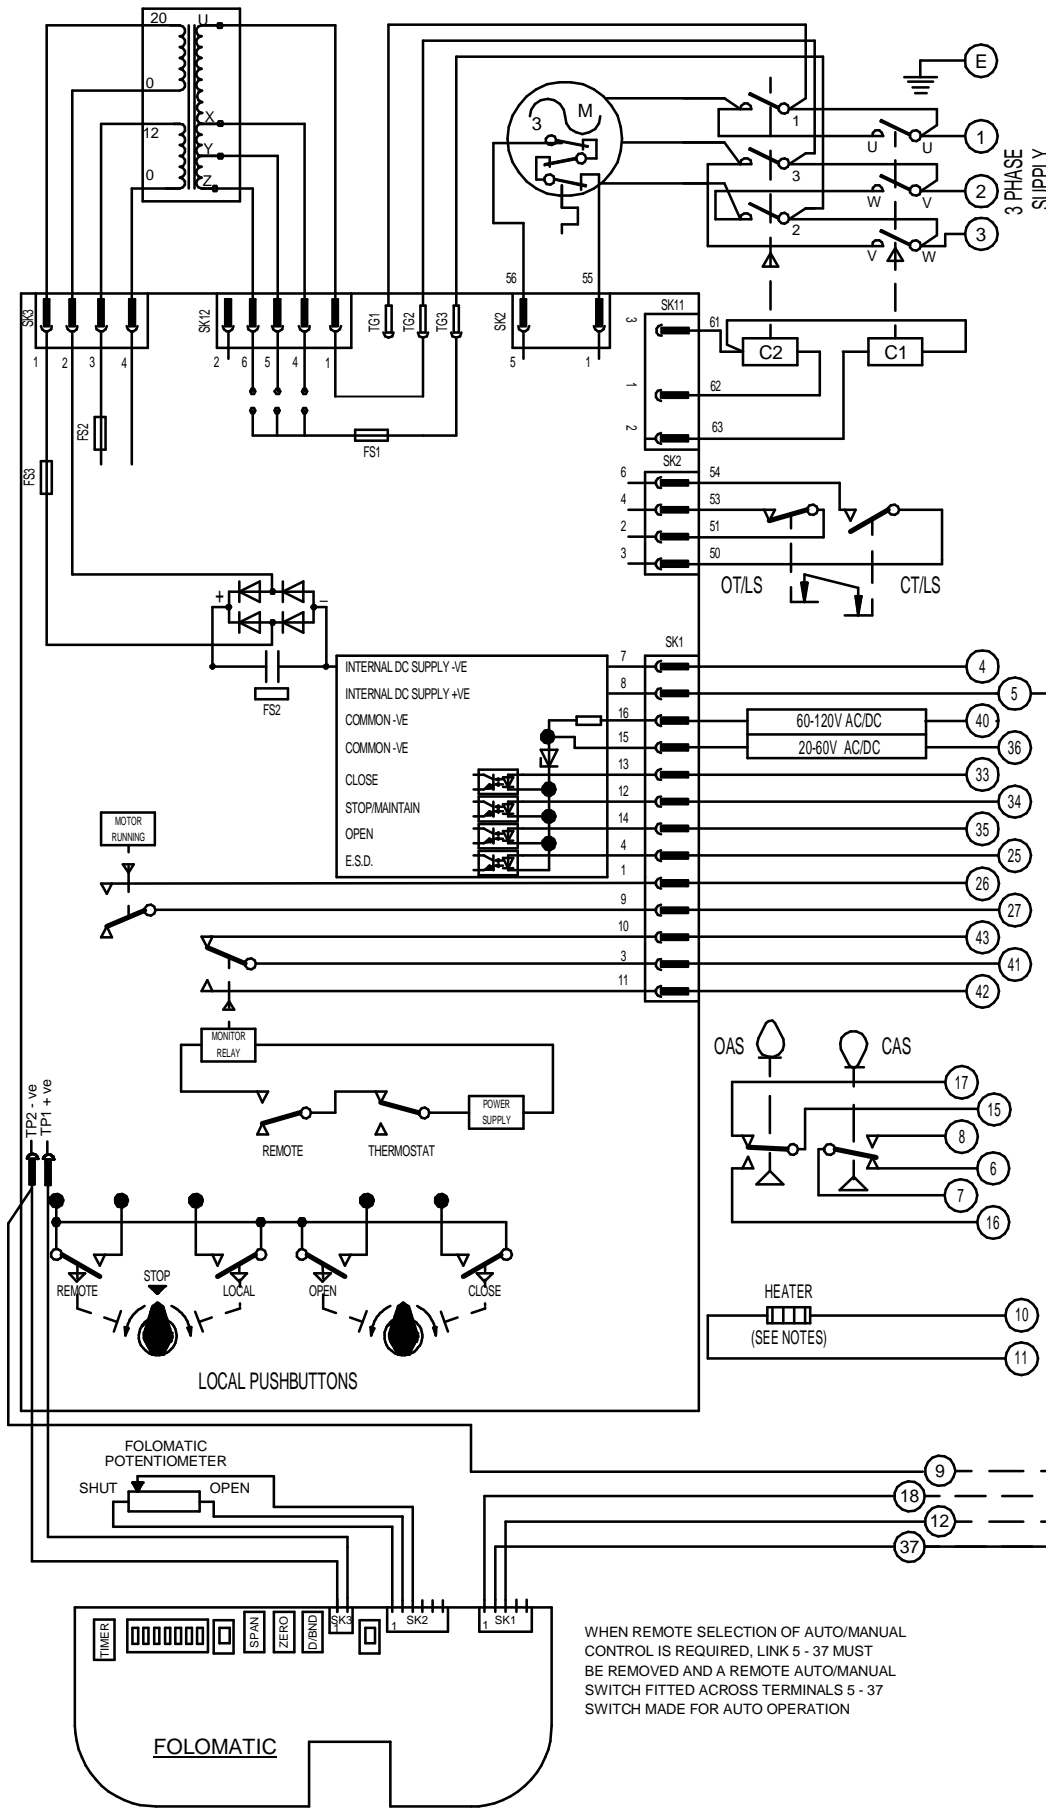 20
U
0
12
X
Y
0
Z
3
M
1
3
2
U
U
W
V
V
W
E
1
2
3
3 PHASE
SUPPLY
56
55
SK3
1
2
3
4
SK12
2
6
5
4
1
TG1
TG2
TG3
SK2
5
1
SK11
3
61
1
62
2
63
C2
C1
FS2
FS3
FS1
SK2
6
54
4
53
2
51
3
50
OT/LS
CT/LS
+
–
FS2
SK1
INTERNAL DC SUPPLY -VE
7
4
INTERNAL DC SUPPLY +VE
8
5
COMMON -VE
16
60-120V AC/DC
40
COMMON -VE
15
20-60V AC/DC
36
CLOSE
13
33
STOP/MAINTAIN
12
34
OPEN
14
35
E.S.D.
4
25
1
26
9
27
10
43
3
41
11
42
MOTOR
RUNNING
MONITOR
RELAY
POWER
SUPPLY
REMOTE
THERMOSTAT
OAS
CAS
17
15
8
6
7
16
TP2 - ve
TP1 + ve
REMOTE
STOP
LOCAL
OPEN
CLOSE
LOCAL PUSHBUTTONS
HEATER
(SEE NOTES)
10
11
FOLOMATIC
POTENTIOMETER
SHUT
OPEN
9
18
12
37
TIMER
SPAN
ZERO
D/BND
SK3
1
SK2
1
SK1
1
FOLOMATIC
WHEN REMOTE SELECTION OF AUTO/MANUAL
CONTROL IS REQUIRED, LINK 5 - 37 MUST
BE REMOVED AND A REMOTE AUTO/MANUAL
SWITCH FITTED ACROSS TERMINALS 5 - 37
SWITCH MADE FOR AUTO OPERATION